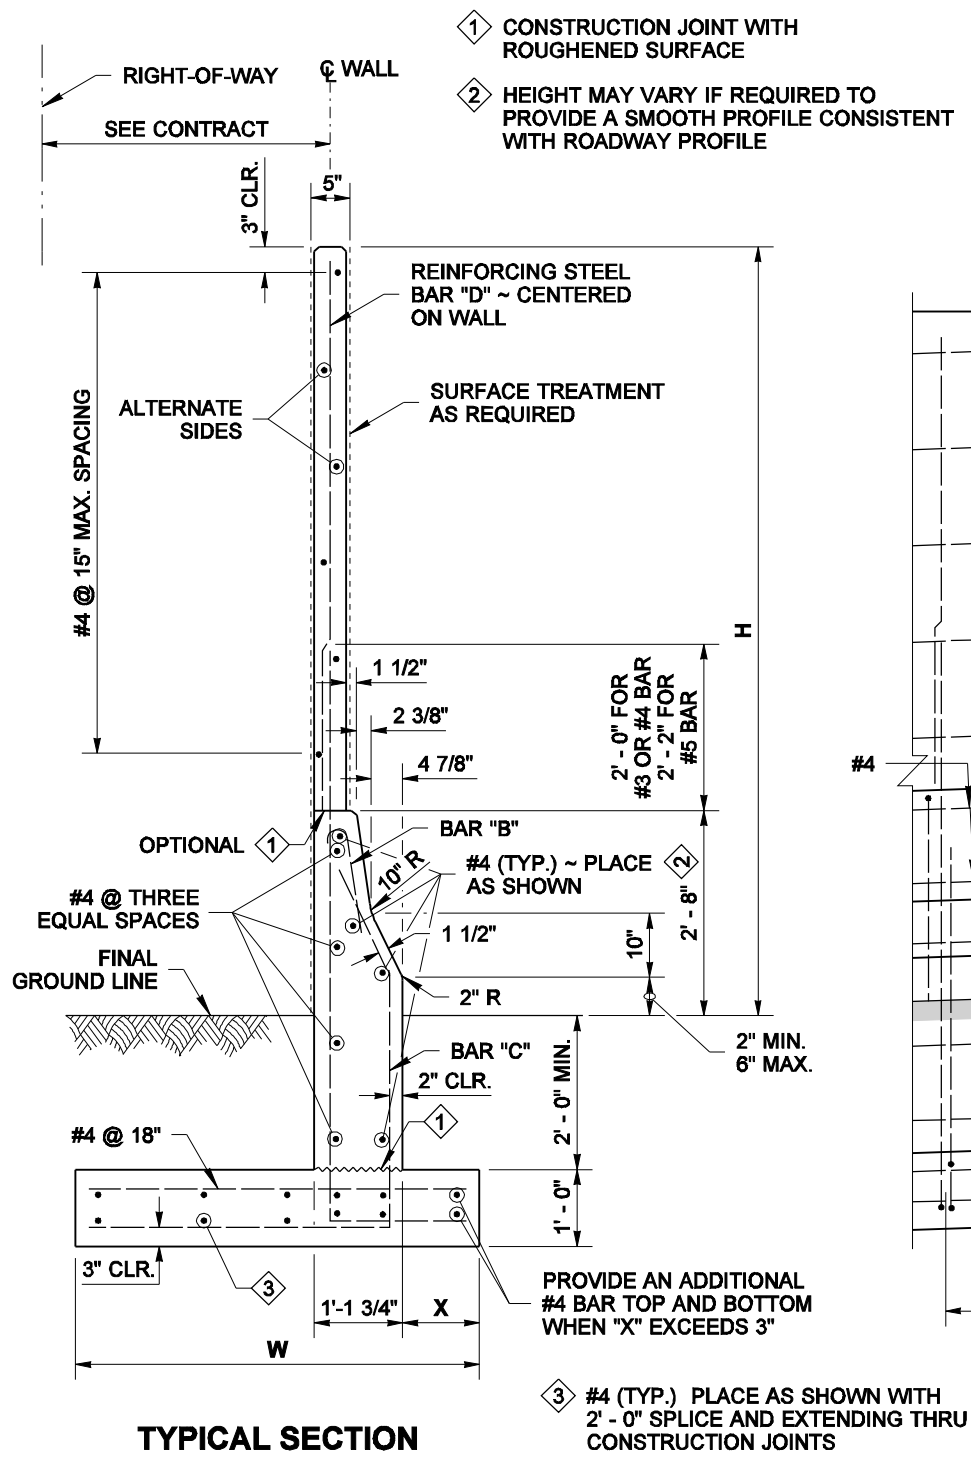 1 CONSTRUCTION JOINT WITH
ROUGHENED SURFACE
RIGHT-OF-WAY
℄ WALL
2 HEIGHT MAY VARY IF REQUIRED TO
PROVIDE A SMOOTH PROFILE CONSISTENT
WITH ROADWAY PROFILE
SEE CONTRACT
3" CLR.
5"
REINFORCING STEEL
BAR "D" ~ CENTERED
ON WALL
SURFACE TREATMENT
AS REQUIRED
ALTERNATE
SIDES
#4 @ 15" MAX. SPACING
H
1 1/2"
2 3/8"
4 7/8"
2' - 0" FOR
#3 OR #4 BAR
2' - 2" FOR
#5 BAR
#4
OPTIONAL 1
BAR "B"
#4 (TYP.) ~ PLACE
AS SHOWN
10" R
2
2' - 8"
#4 @ THREE
EQUAL SPACES
1 1/2"
10"
FINAL
GROUND LINE
2" R
2" MIN.
6" MAX.
BAR "C"
2" CLR.
2' - 0" MIN.
1
#4 @ 18"
1' - 0"
3" CLR.
3
1'-1 3/4"
X
W
PROVIDE AN ADDITIONAL
#4 BAR TOP AND BOTTOM
WHEN "X" EXCEEDS 3"
3 #4 (TYP.) PLACE AS SHOWN WITH
2' - 0" SPLICE AND EXTENDING THRU
CONSTRUCTION JOINTS
TYPICAL SECTION